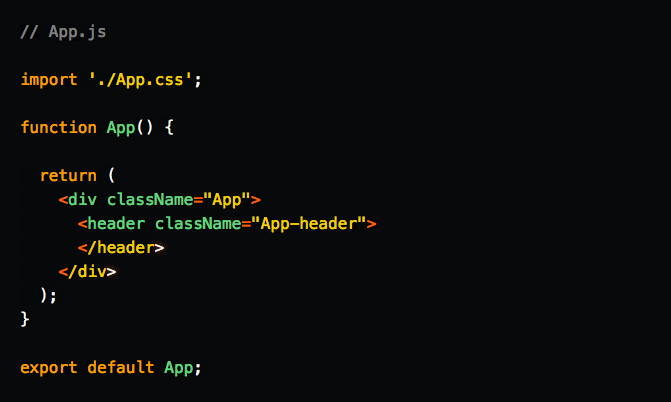 // App.js
import './App.css';
function App() {
return (
<div className="App">
<header className="App-header">
</header>
</div>
);
}
export default App;